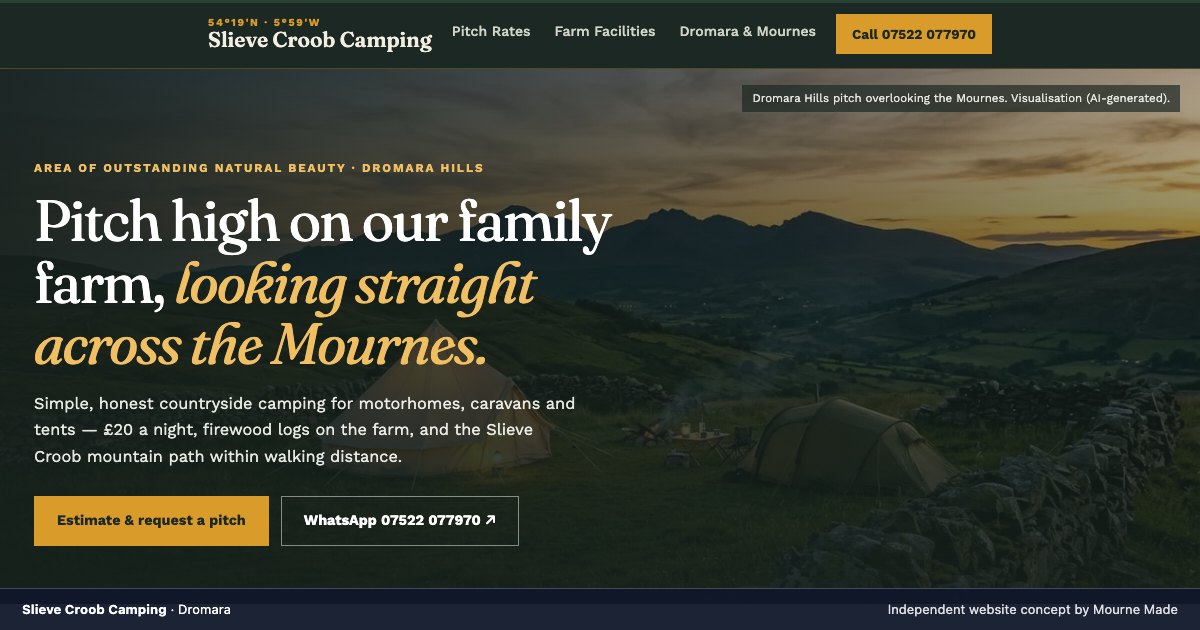 54°19'N · 5°59'W
Slieve Croob Camping
Pitch Rates
Farm Facilities
Dromara & Mournes
Call 07522 077970
Dromara Hills pitch overlooking the Mournes. Visualisation (AI-generated).
AREA OF OUTSTANDING NATURAL BEAUTY · DROMARA HILLS
Pitch high on our family
farm, looking straight
across the Mournes.
Simple, honest countryside camping for motorhomes, caravans and
tents — £20 a night, firewood logs on the farm, and the Slieve
Croob mountain path within walking distance.
Estimate & request a pitch
WhatsApp 07522 077970 ↗
Slieve Croob Camping · Dromara
Independent website concept by Mourne Made